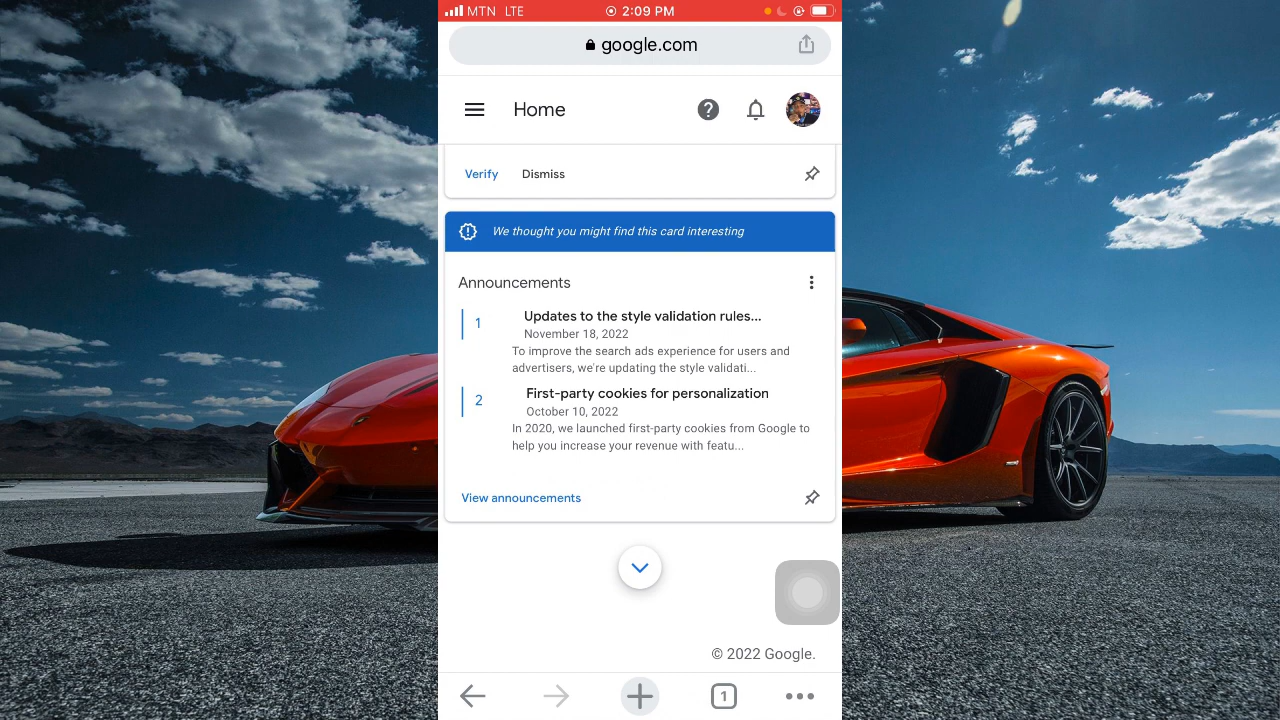 MTN LTE 2:09 PM
google.com
Home
Verify Dismiss
We thought you might find this card interesting
Announcements
1 Updates to the style validation rules...
November 18, 2022
To improve the search ads experience for users and
advertisers, we're updating the style validati...
2 First-party cookies for personalization
October 10, 2022
In 2020, we launched first-party cookies from Google to
help you increase your revenue with featu...
View announcements
© 2022 Google.
1